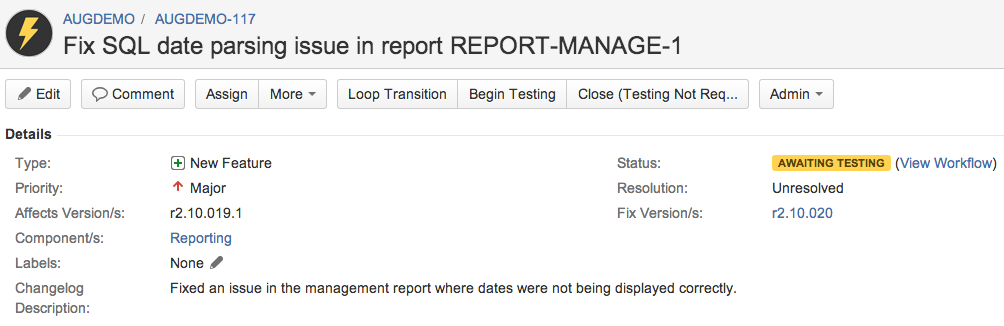 AUGDEMO / AUGDEMO-117
Fix SQL date parsing issue in report REPORT-MANAGE-1
Edit Comment Assign More Loop Transition Begin Testing Close (Testing Not Req... Admin
Details
Type: New Feature Status: AWAITING TESTING (View Workflow)
Priority: Major Resolution: Unresolved
Affects Version/s: r2.10.019.1 Fix Version/s: r2.10.020
Component/s: Reporting
Labels: None
Changelog Fixed an issue in the management report where dates were not being displayed correctly.
Description: